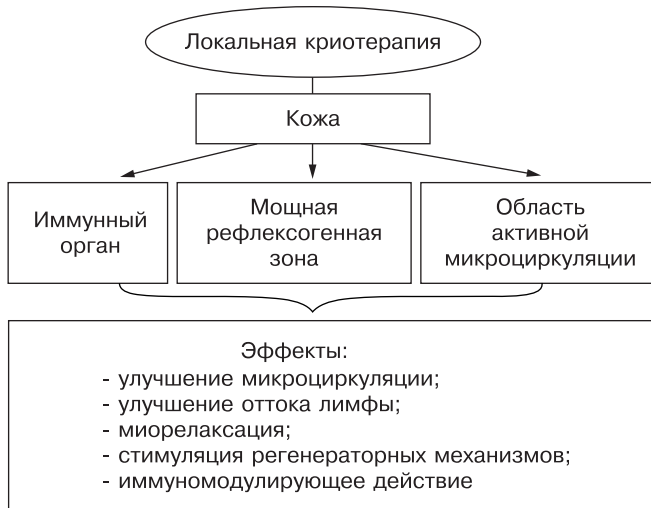 Локальная криотерапия
Кожа
Иммунный
орган
Мощная
рефлексогенная
зона
Область
активной
микроциркуляции
Эффекты:
- улучшение микроциркуляции;
- улучшение оттока лимфы;
- миорелаксация;
- стимуляция регенераторных механизмов;
- иммуномодулирующее действие